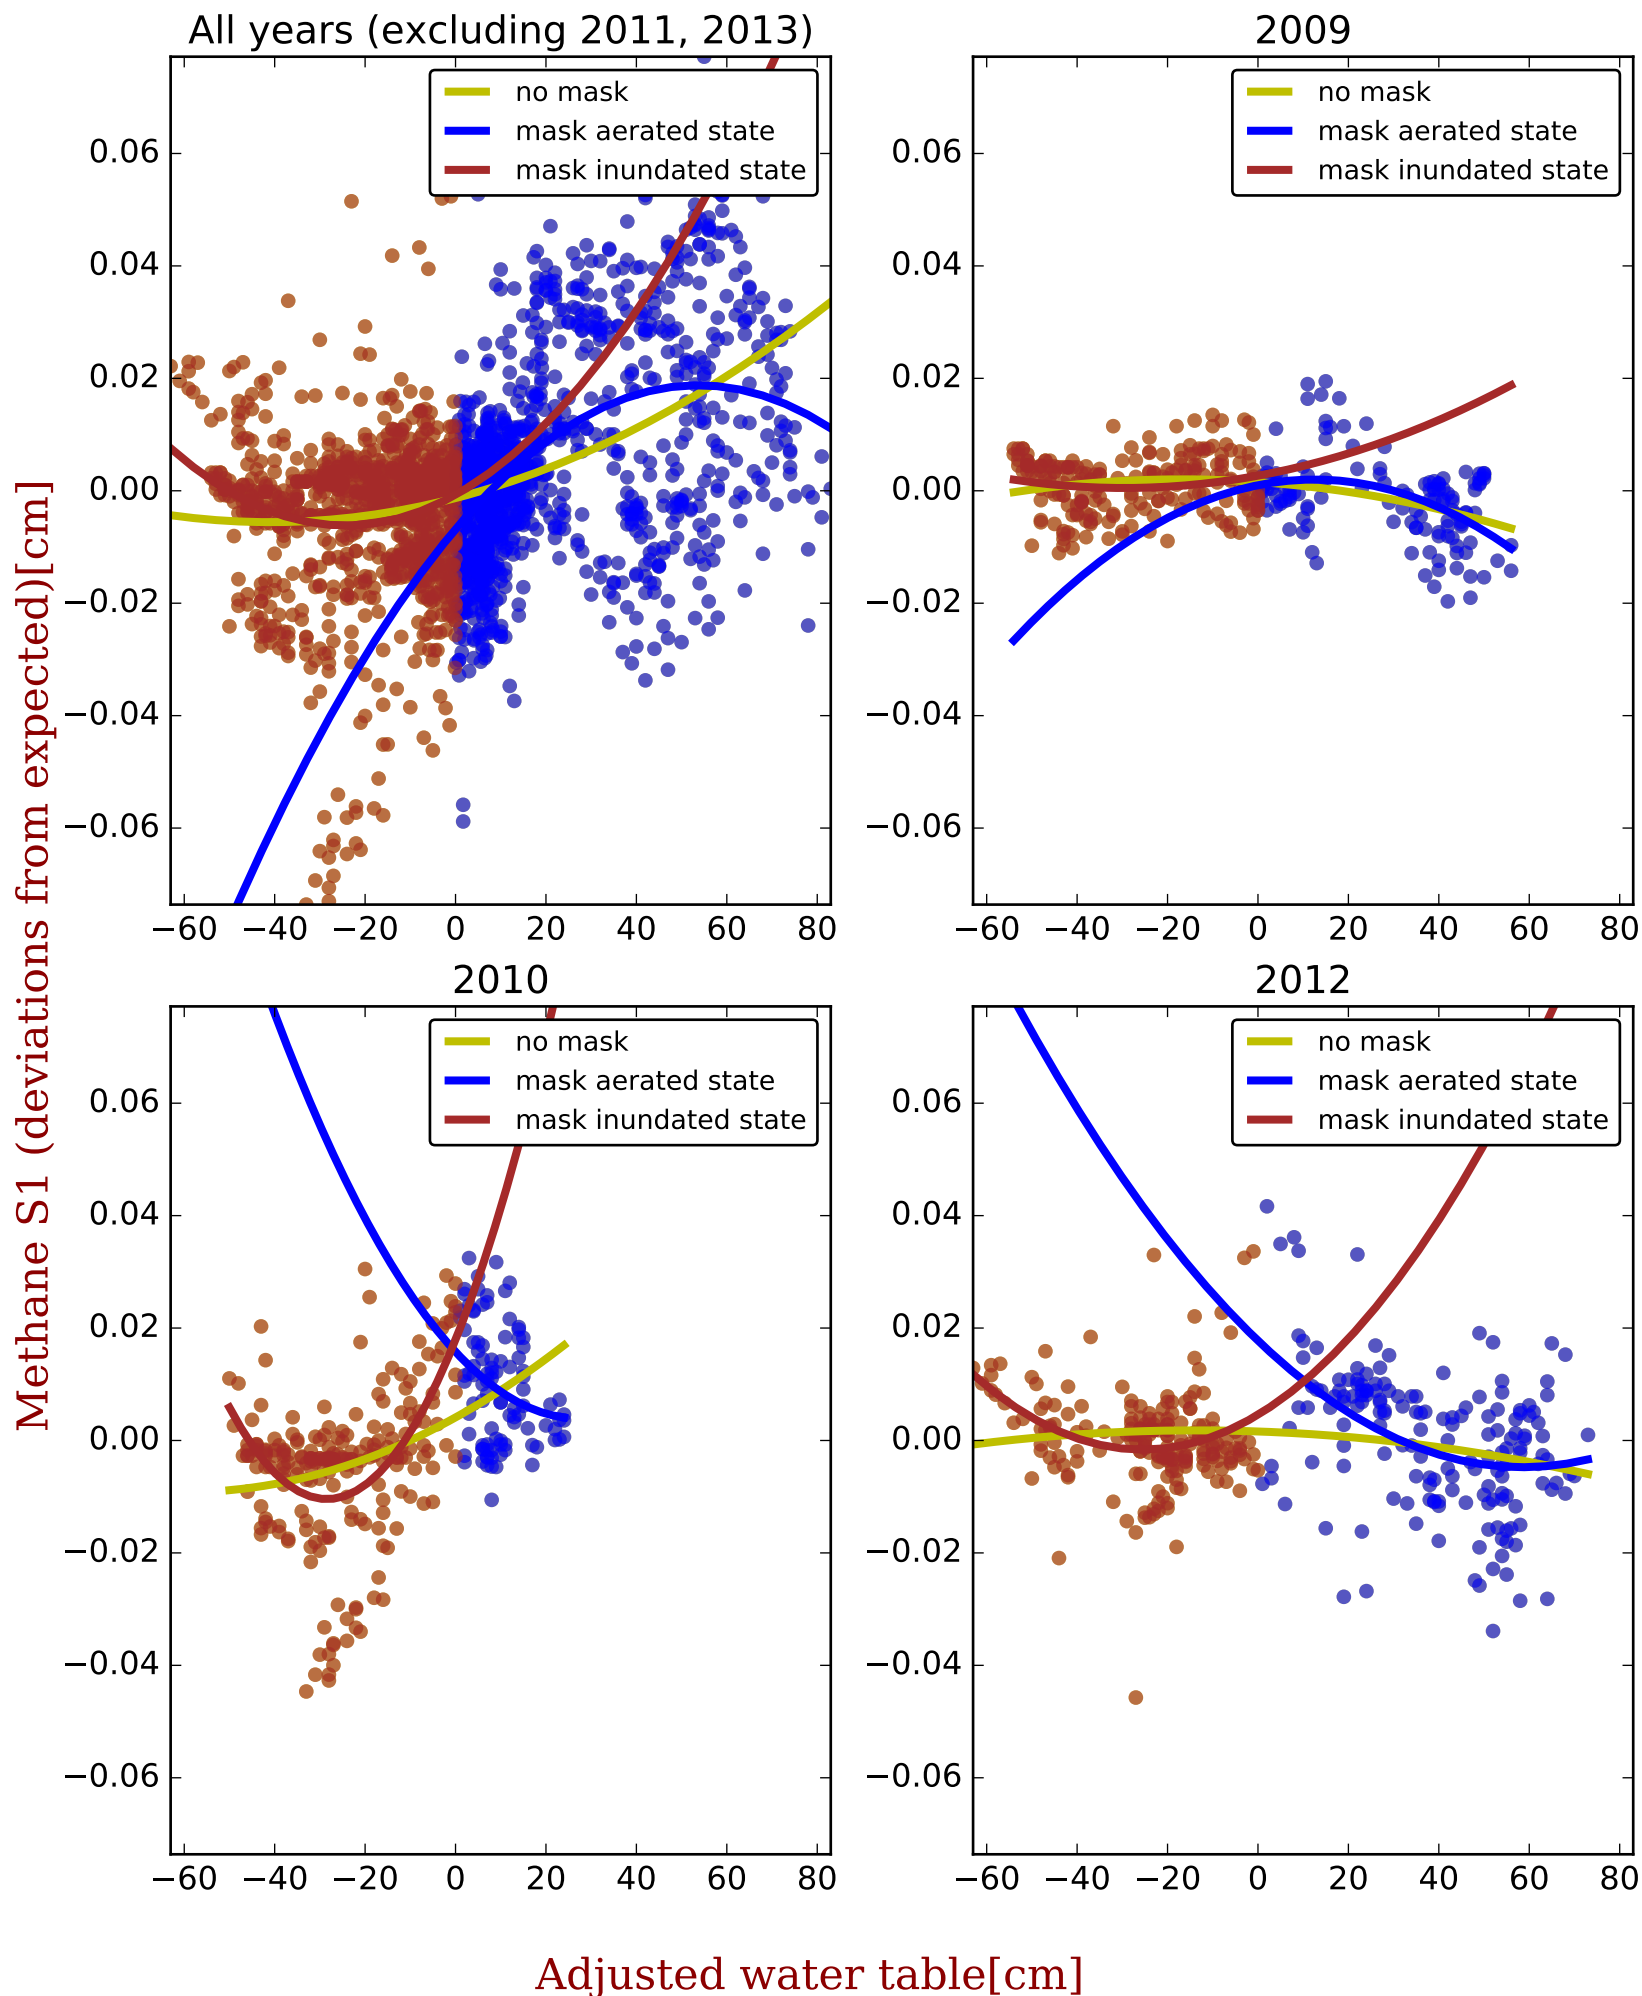 All years (excluding 2011, 2013)
no mask
mask aerated state
mask inundated state
0.06
0.04
0.02
0.00
−0.02
−0.04
−0.06
−60 −40 −20 0 20 40 60 80
2009
no mask
mask aerated state
mask inundated state
0.06
0.04
0.02
0.00
−0.02
−0.04
−0.06
−60 −40 −20 0 20 40 60 80
Methane S1 (deviations from expected)[cm]
2010
no mask
mask aerated state
mask inundated state
0.06
0.04
0.02
0.00
−0.02
−0.04
−0.06
−60 −40 −20 0 20 40 60 80
2012
no mask
mask aerated state
mask inundated state
0.06
0.04
0.02
0.00
−0.02
−0.04
−0.06
−60 −40 −20 0 20 40 60 80
Adjusted water table[cm]